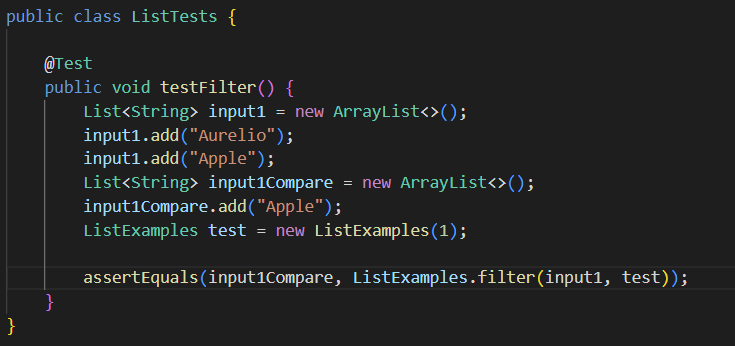 public class ListTests {
@Test
public void testFilter() {
List<String> input1 = new ArrayList<>();
input1.add("Aurelio");
input1.add("Apple");
List<String> input1Compare = new ArrayList<>();
input1Compare.add("Apple");
ListExamples test = new ListExamples(1);
assertEquals(input1Compare, ListExamples.filter(input1, test));
}
}